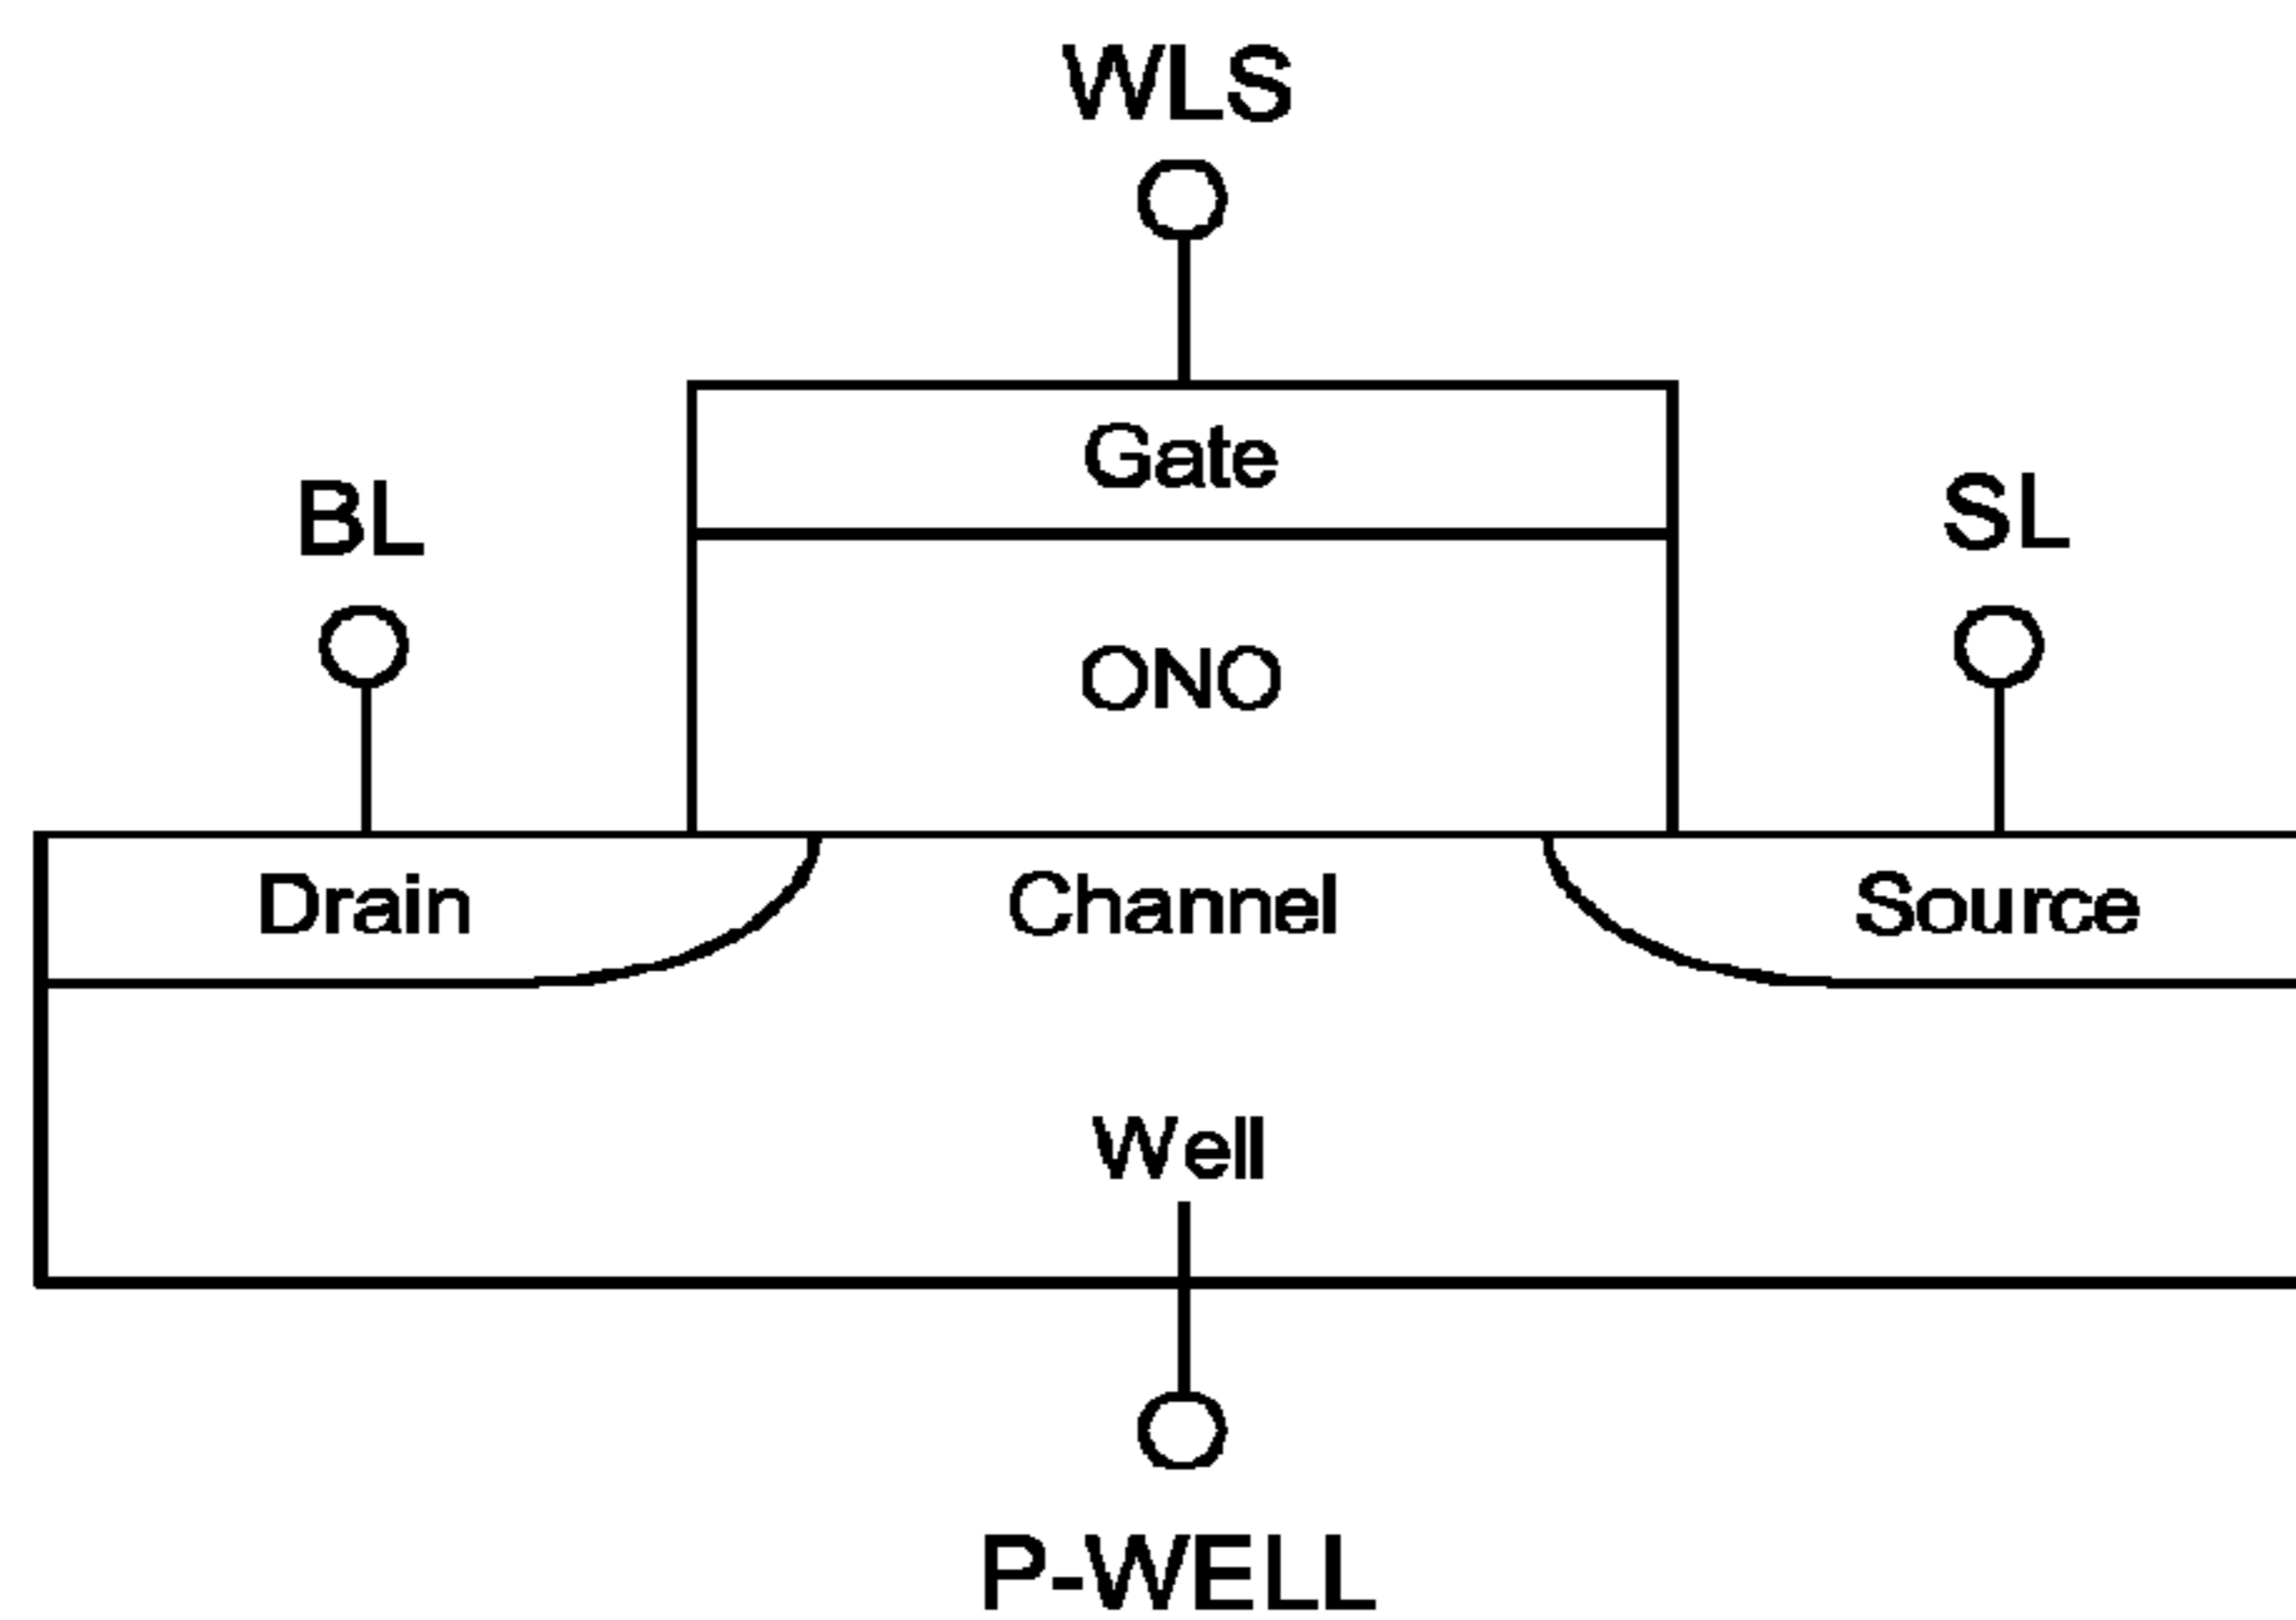 WLS
Gate
BL
SL
ONO
Drain
Channel
Source
Well
P-WELL